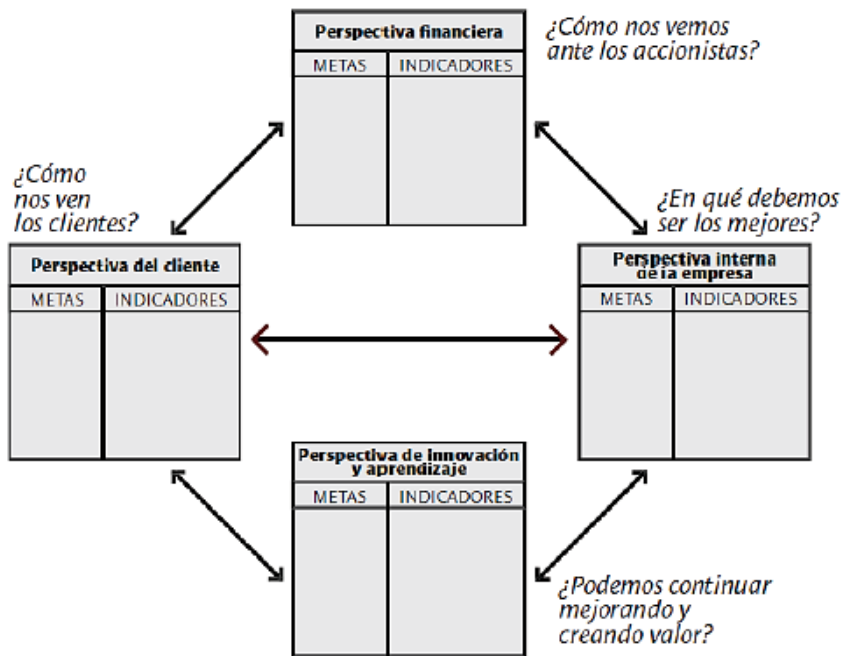 Perspectiva financiera
METAS INDICADORES
¿Cómo nos vemos
ante los accionistas?
¿Cómo
nos ven
los clientes?
Perspectiva del cliente
METAS INDICADORES
¿En qué debemos
ser los mejores?
Perspectiva interna
de la empresa
METAS INDICADORES
Perspectiva de innovación
y aprendizaje
METAS INDICADORES
¿Podemos continuar
mejorando y
creando valor?